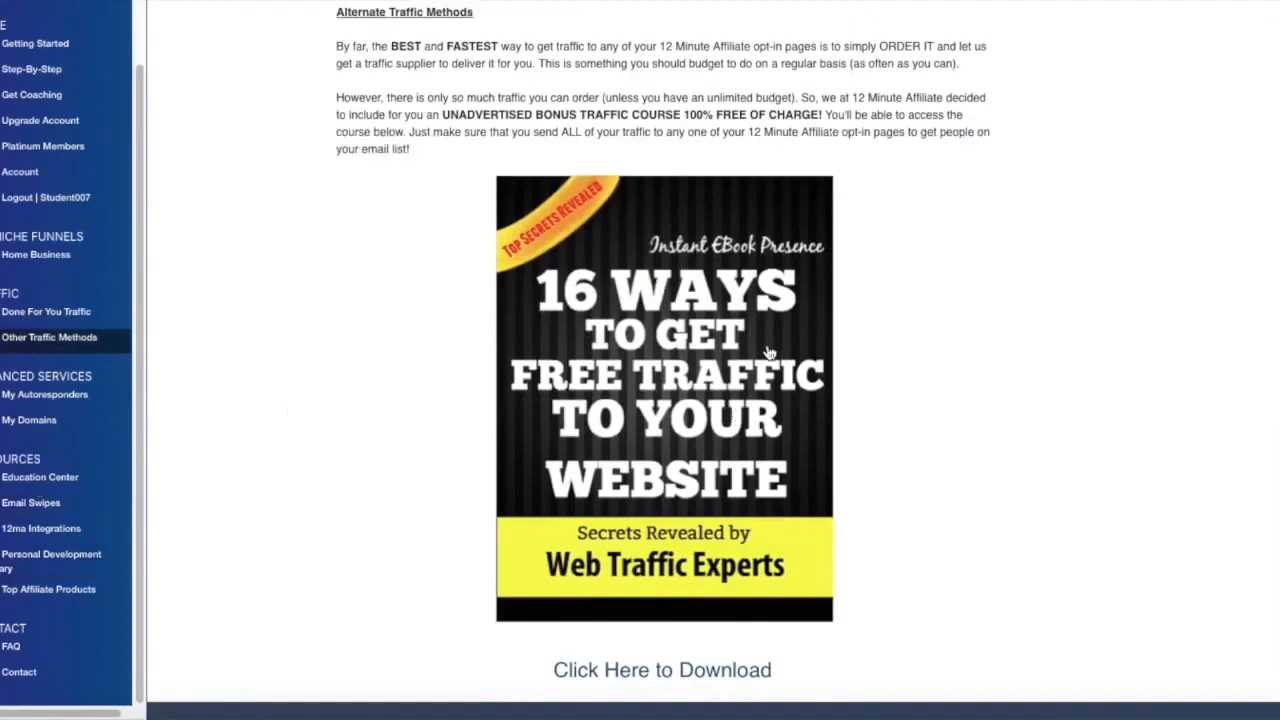 E
Getting Started
Step-By-Step
Get Coaching
Upgrade Account
Platinum Members
Account
Logout | Student007
ICHE FUNNELS
Home Business
FFIC
Done For You Traffic
Other Traffic Methods
ANCED SERVICES
My Autoresponders
My Domains
OURCES
Education Center
Email Swipes
12ma Integrations
Personal Development
ary
Top Affiliate Products
TACT
FAQ
Contact
Alternate Traffic Methods
By far, the BEST and FASTEST way to get traffic to any of your 12 Minute Affiliate opt-in pages is to simply ORDER IT and let us
get a traffic supplier to deliver it for you. This is something you should budget to do on a regular basis (as often as you can).
However, there is only so much traffic you can order (unless you have an unlimited budget). So, we at 12 Minute Affiliate decided
to include for you an UNADVERTISED BONUS TRAFFIC COURSE 100% FREE OF CHARGE! You'll be able to access the
course below. Just make sure that you send ALL of your traffic to any one of your 12 Minute Affiliate opt-in pages to get people on
your email list!
TOP SECRETS REVEALED
Instant EBook Presence
16 WAYS
TO GET
FREE TRAFFIC
TO YOUR
WEBSITE
Secrets Revealed by
Web Traffic Experts
Click Here to Download